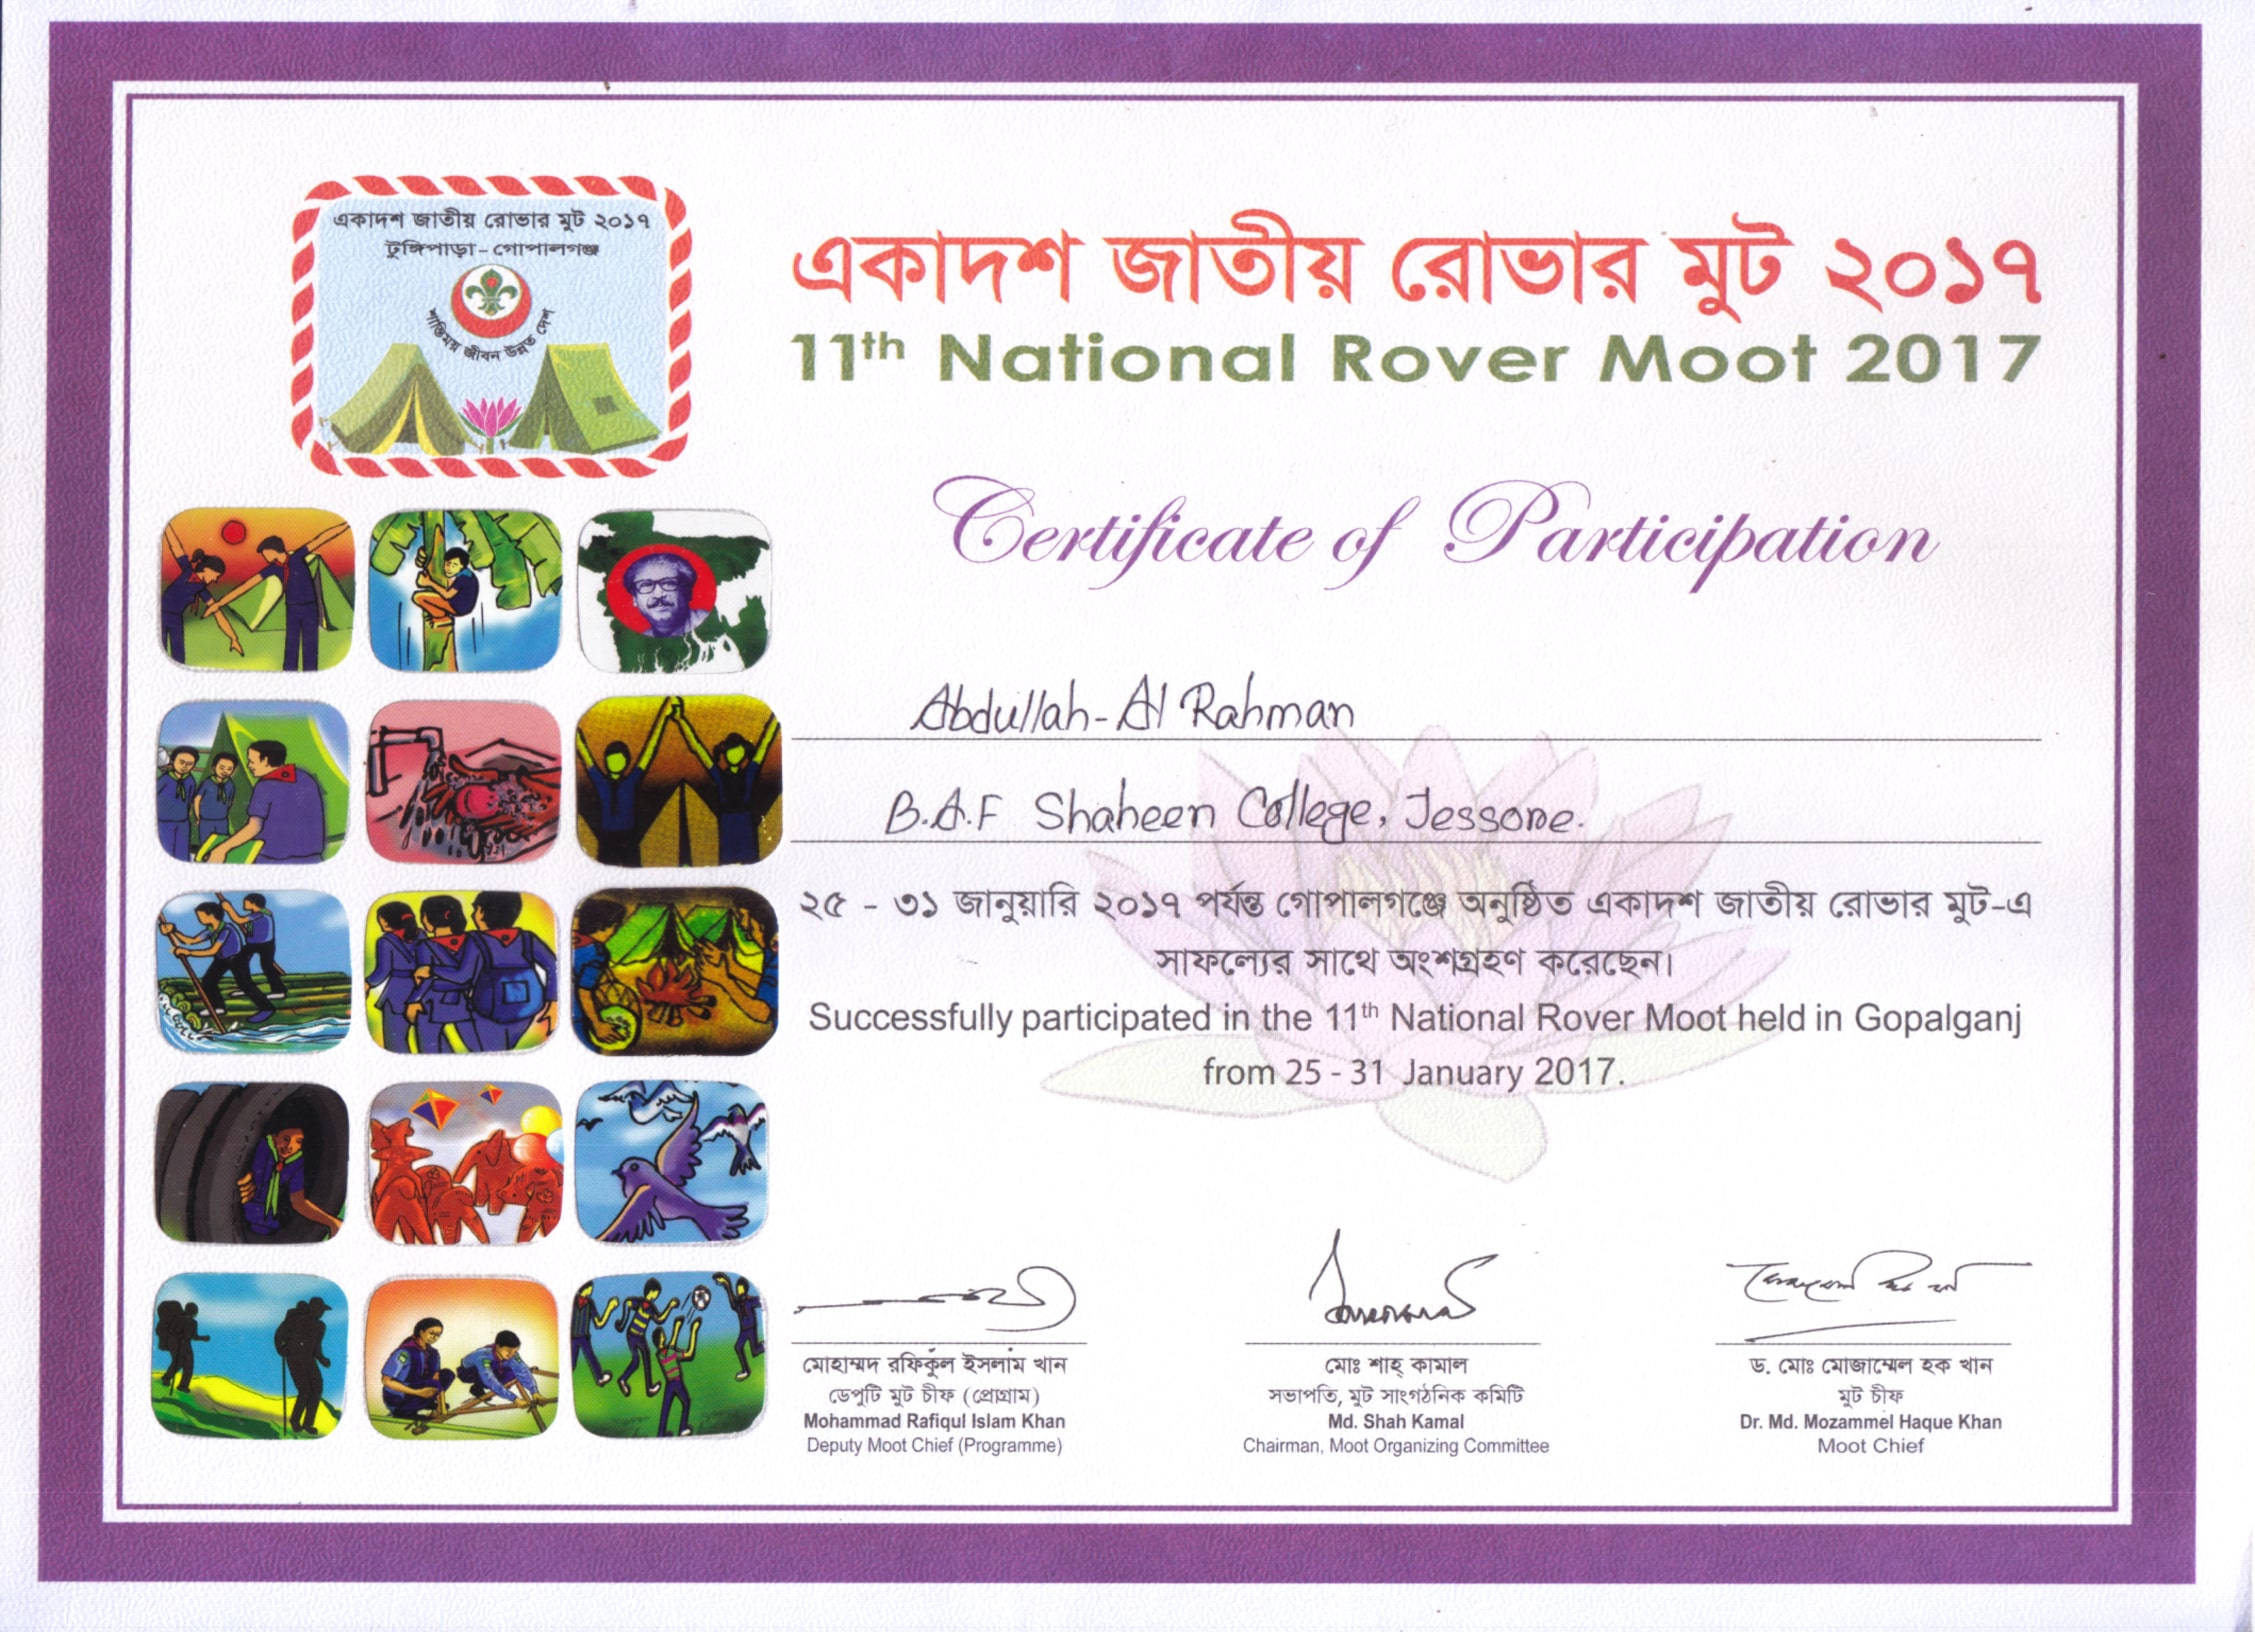 একাদশ জাতীয় রোভার মুট ২০১৭
টুঙ্গিপাড়া-গোপালগঞ্জ
শান্তিময় জীবন উন্নত দেশ
একাদশ জাতীয় রোভার মুট ২০১৭
11th National Rover Moot 2017
Certificate of Participation
Abdullah-Al Rahman
B.A.F Shaheen College, Jessore.
২৫ - ৩১ জানুয়ারি ২০১৭ পর্যন্ত গোপালগঞ্জে অনুষ্ঠিত একাদশ জাতীয় রোভার মুট-এ
সাফল্যের সাথে অংশগ্রহণ করেছেন।
Successfully participated in the 11th National Rover Moot held in Gopalganj
from 25 - 31 January 2017.
মোহাম্মদ রফিকুল ইসলাম খান
ডেপুটি মুট চীফ (প্রোগ্রাম)
Mohammad Rafiqul Islam Khan
Deputy Moot Chief (Programme)
মোঃ শাহ্ কামাল
সভাপতি, মুট সাংগঠনিক কমিটি
Md. Shah Kamal
Chairman, Moot Organizing Committee
ড. মোঃ মোজাম্মেল হক খান
মুট চীফ
Dr. Md. Mozammel Haque Khan
Moot Chief